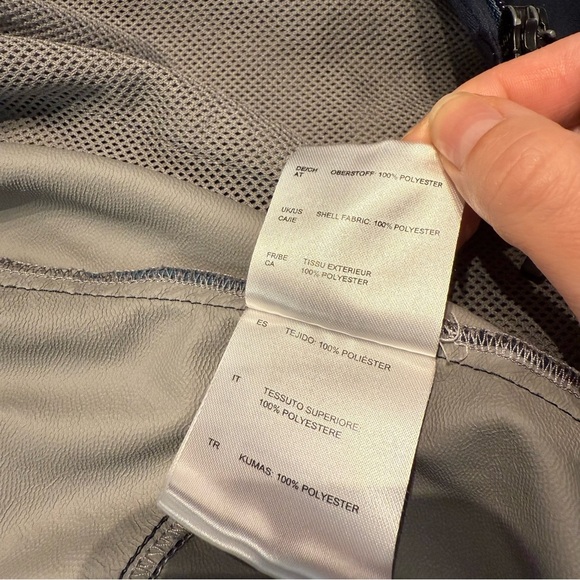 DE/CH OBERSTOFF: 100% POLYESTER
AT
UK/US SHELL FABRIC: 100% POLYESTER
CA/IE
FR/BE TISSU EXTERIEUR
CA 100% POLYESTER
ES TEJIDO: 100% POLIÉSTER
IT TESSUTO SUPERIORE:
100% POLYESTERE
TR KUMAS: 100% POLYESTER